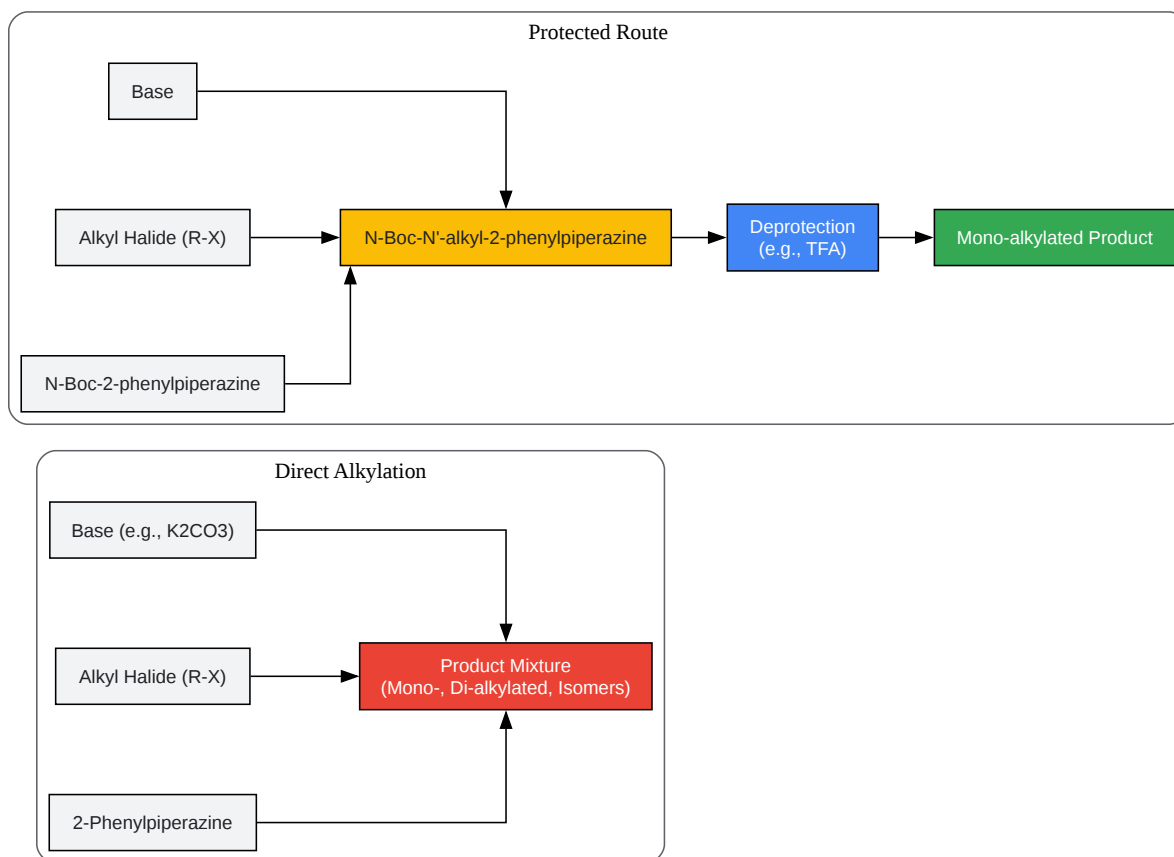 Protected Route
Base
Alkyl Halide (R-X)
N-Boc-N'-alkyl-2-phenylpiperazine
Deprotection
(e.g., TFA)
Mono-alkylated Product
N-Boc-2-phenylpiperazine
Direct Alkylation
Base (e.g., K2CO3)
Alkyl Halide (R-X)
Product Mixture
(Mono-, Di-alkylated, Isomers)
2-Phenylpiperazine